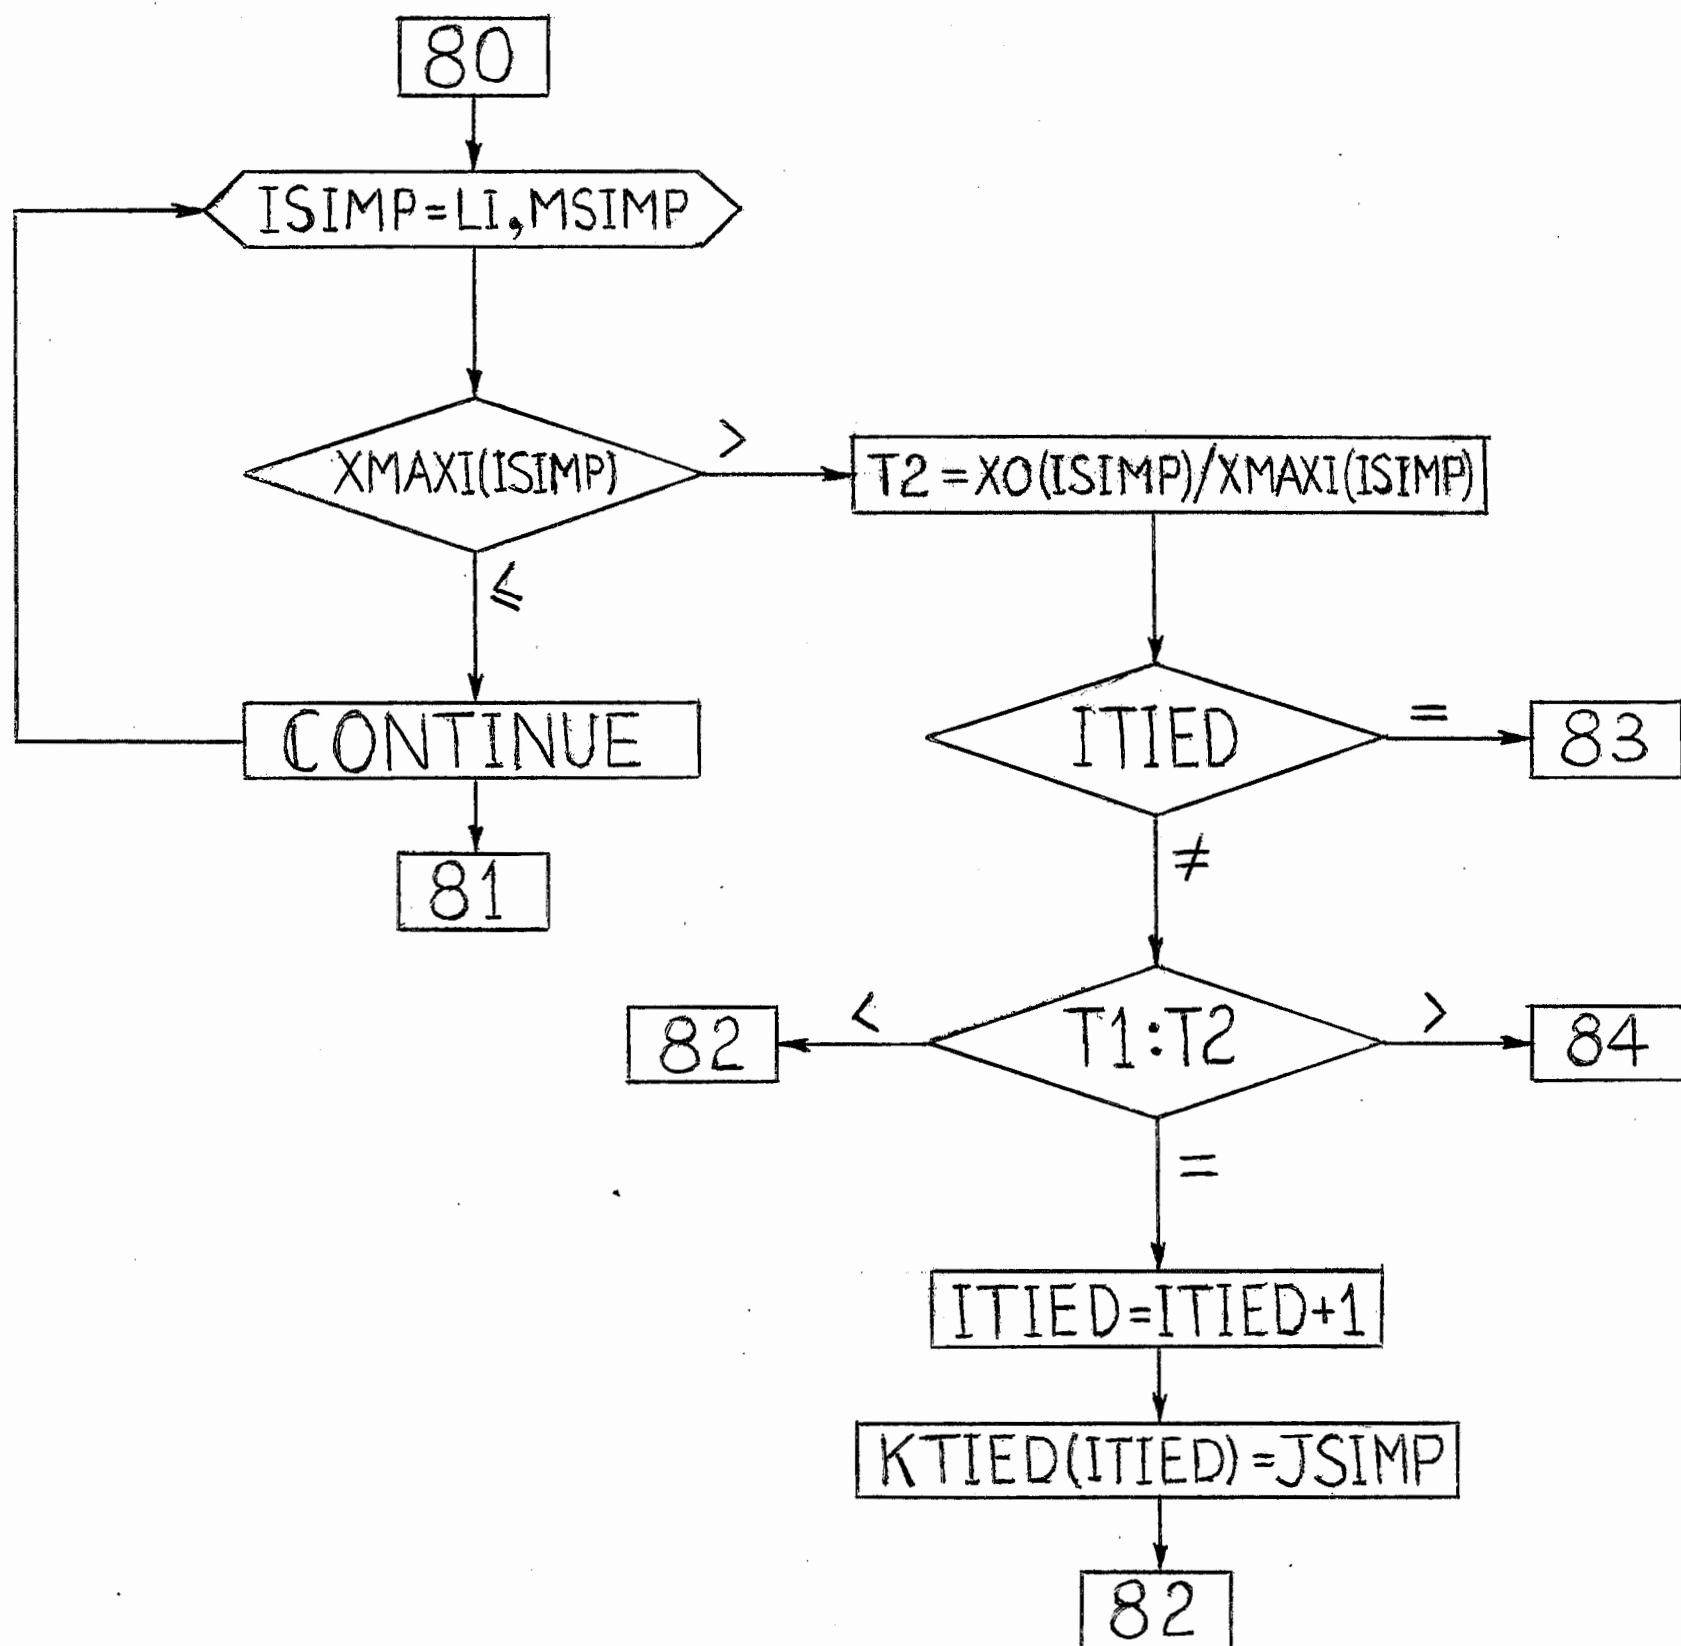 80
ISIMP=LI,MSIMP
>
XMAXI(ISIMP)
T2=XO(ISIMP)/XMAXI(ISIMP)
≤
=
CONTINUE
ITIED
83
≠
81
<
>
82
T1:T2
84
=
ITIED=ITIED+1
KTIED(ITIED)=JSIMP
82